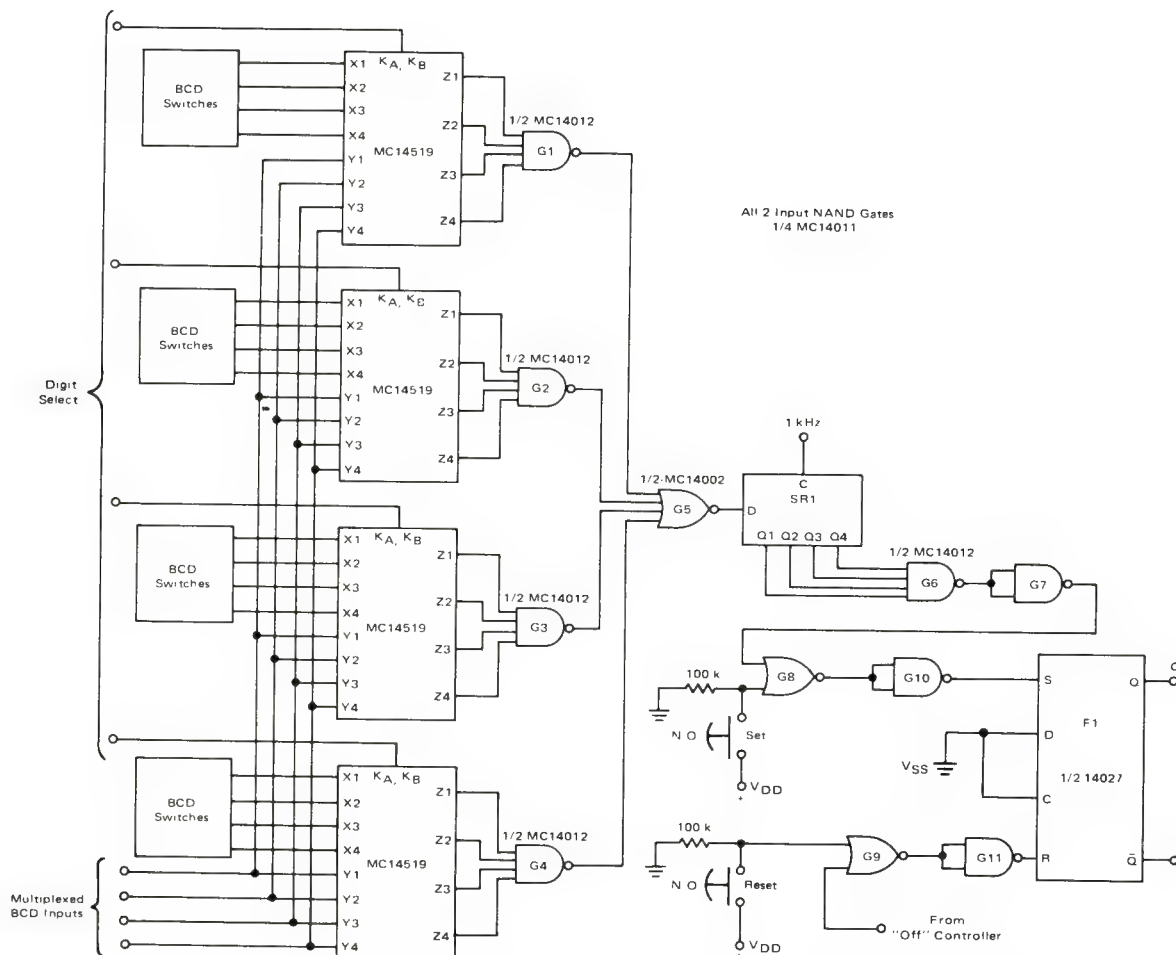 BCD
Switches
X1
X2
X3
X4
Y1
Y2
Y3
Y4
KA, KB
MC14519
Z1
Z2
Z3
Z4
1/2 MC14012
G1
All 2 Input NAND Gates
1/4 MC14011
BCD
Switches
X1
X2
X3
X4
Y1
Y2
Y3
Y4
KA, KB
MC14519
Z1
Z2
Z3
Z4
1/2 MC14012
G2
Digit
Select
BCD
Switches
X1
X2
X3
X4
Y1
Y2
Y3
Y4
KA, KB
MC14519
Z1
Z2
Z3
Z4
1/2 MC14012
G3
BCD
Switches
X1
X2
X3
X4
Y1
Y2
Y3
Y4
KA, KB
MC14519
Z1
Z2
Z3
Z4
1/2 MC14012
G4
Multiplexed
BCD Inputs
1/2-MC14002
G5
1 kHz
C
SR1
D
Q1 Q2 Q3 Q4
1/2 MC14012
G6
G7
100 k
G8
G10
N O
Set
VDD
+
S
Q
F1
D
1/2 14027
C
R
Q̄
VSS
100 k
G9
G11
N O
Reset
VDD
From
"Off" Controller